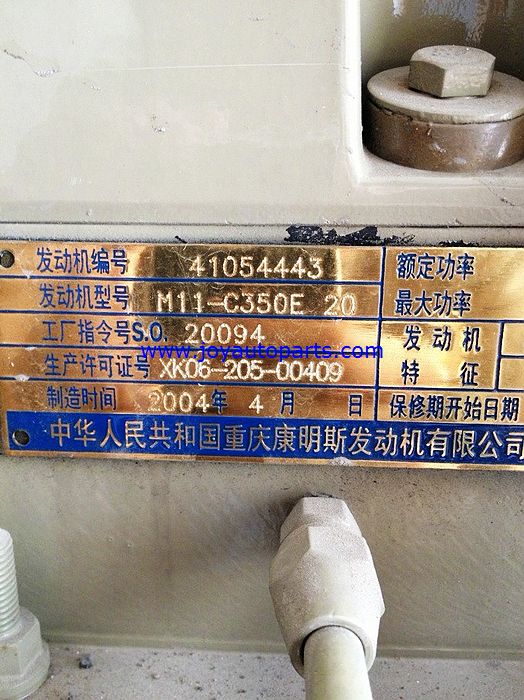 发动机编号 41054443 额定功率
发动机型号 M11-C350E 20 最大功率
工厂指令号S.O. 20094 发动机
www.joyautoparts.com
生产许可证号 XK06-205-00409 特征
制造时间 2004年 4月 日 保修期开始日期
中华人民共和国重庆康明斯发动机有限公司